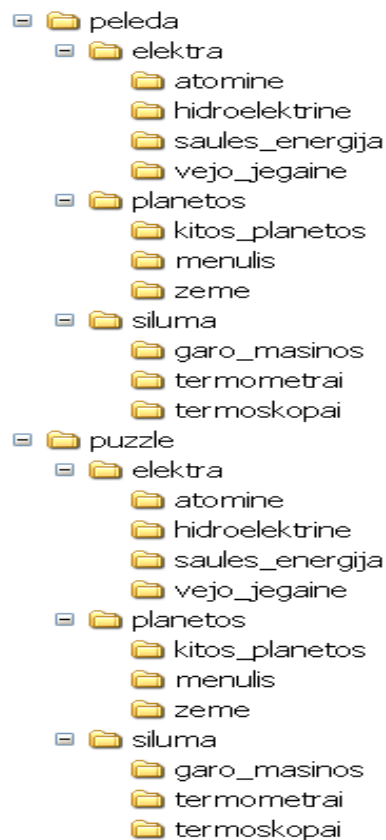 peleda
elektra
atomine
hidroelektrine
saules_energija
vejo_jegaine
planetos
kitos_planetos
menulis
zeme
siluma
garo_masinos
termometrai
termoskopai
puzzle
elektra
atomine
hidroelektrine
saules_energija
vejo_jegaine
planetos
kitos_planetos
menulis
zeme
siluma
garo_masinos
termometrai
termoskopai